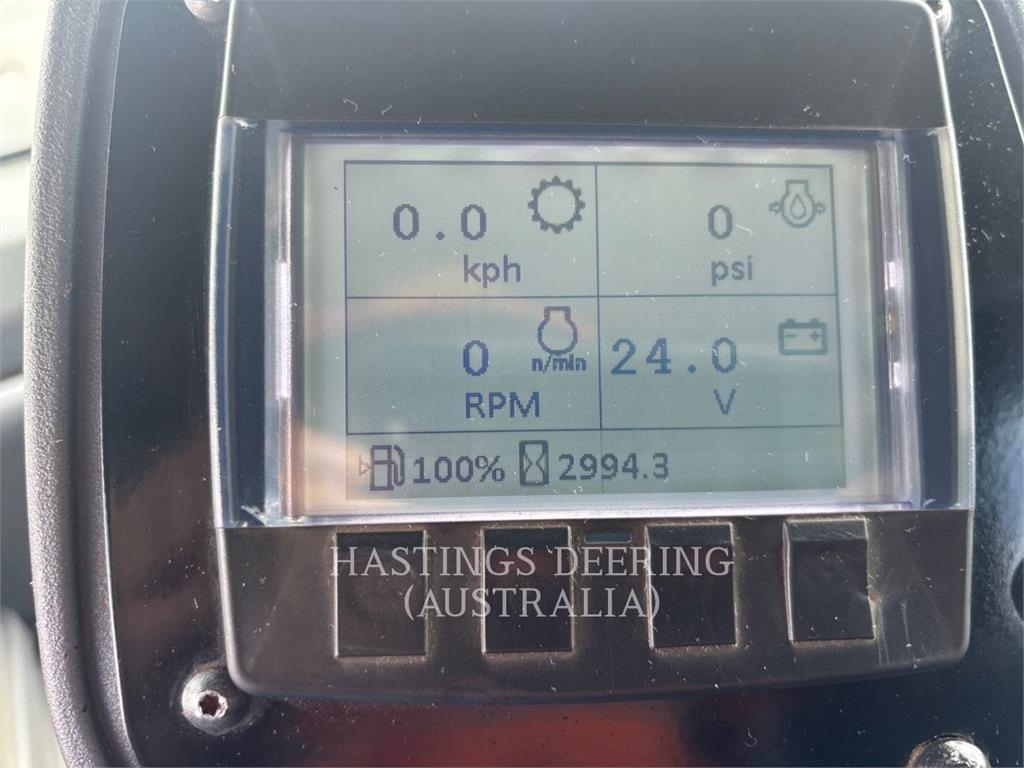 0.0
kph
0
psi
0
n/min
RPM
24.0
V
100%
2994.3
HASTINGS DEERING
(AUSTRALIA)